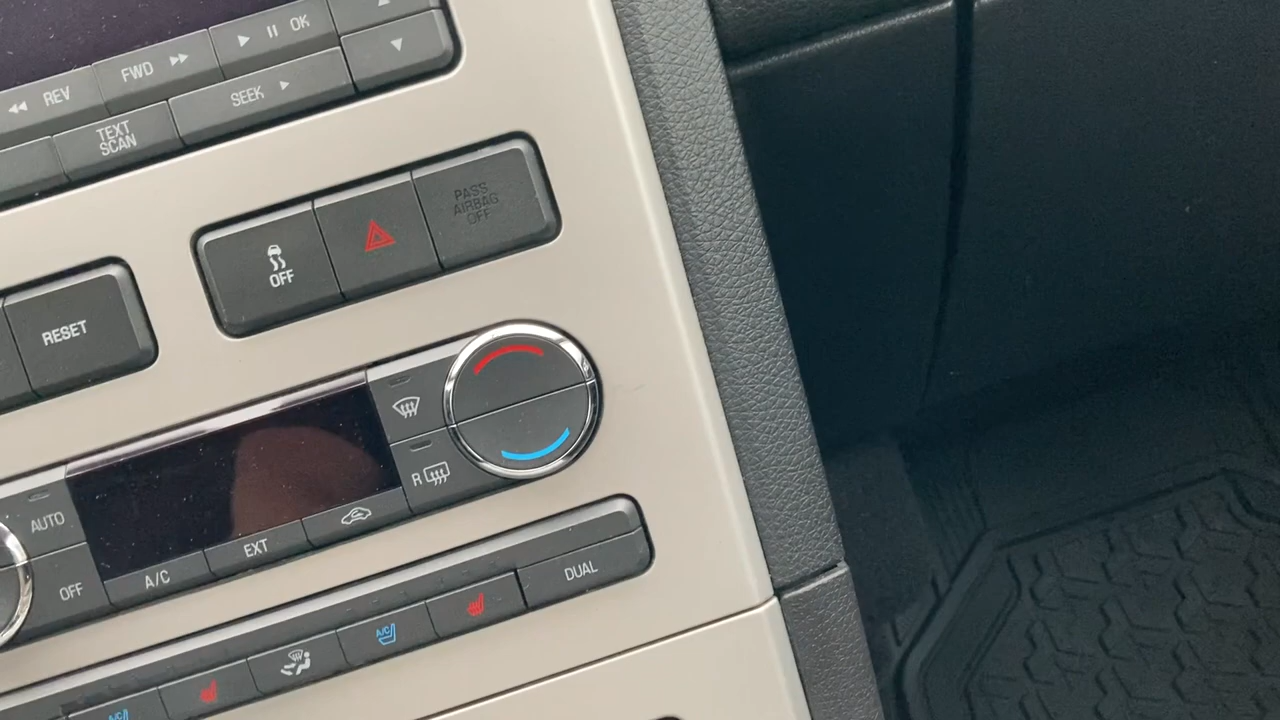 OK
FWD
REV
SEEK
TEXT
SCAN
PASS
AIRBAG
OFF
OFF
RESET
R
AUTO
OFF
A/C
EXT
DUAL
A/C
A/C